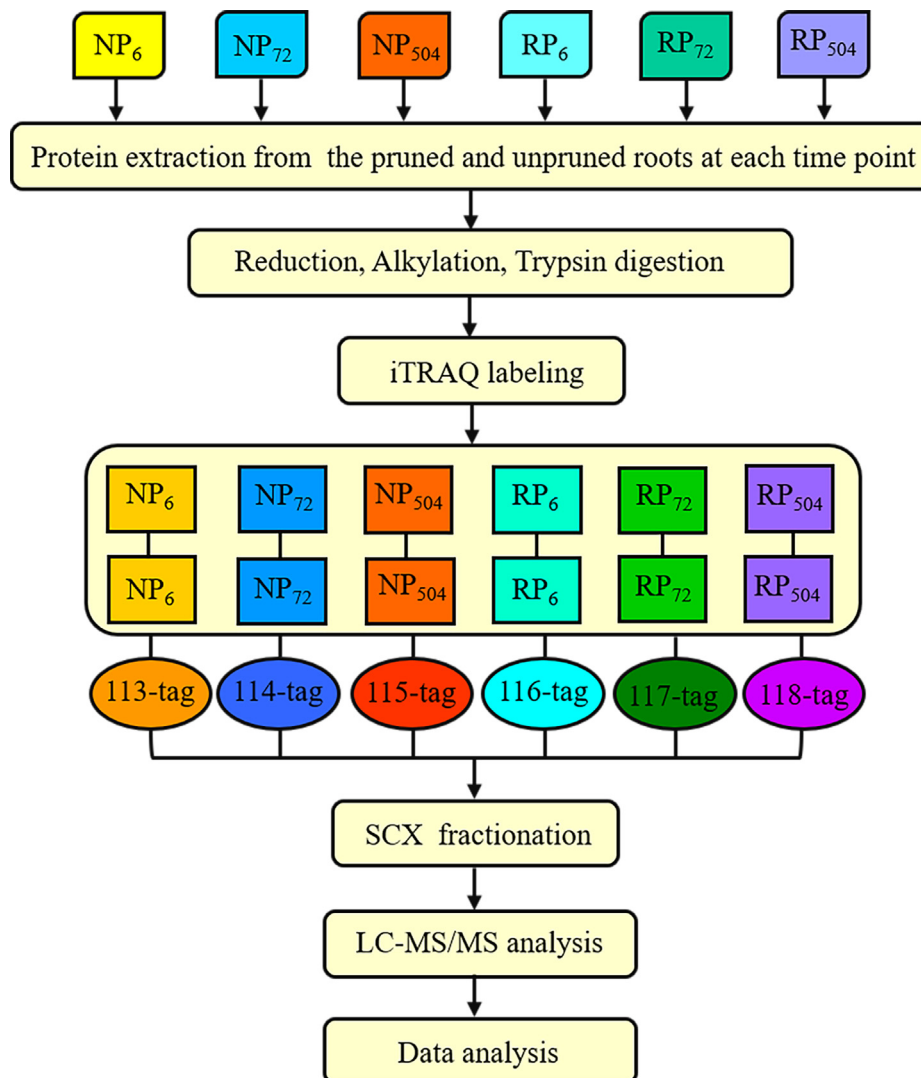 NP₆ NP₇₂ NP₅₀₄ RP₆ RP₇₂ RP₅₀₄
Protein extraction from the pruned and unpruned roots at each time point
Reduction, Alkylation, Trypsin digestion
iTRAQ labeling
NP₆ NP₇₂ NP₅₀₄ RP₆ RP₇₂ RP₅₀₄
NP₆ NP₇₂ NP₅₀₄ RP₆ RP₇₂ RP₅₀₄
113-tag 114-tag 115-tag 116-tag 117-tag 118-tag
SCX fractionation
LC-MS/MS analysis
Data analysis